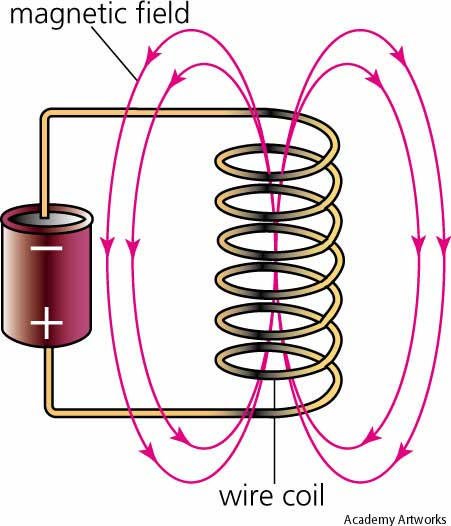 magnetic field
−
+
wire coil
Academy Artworks